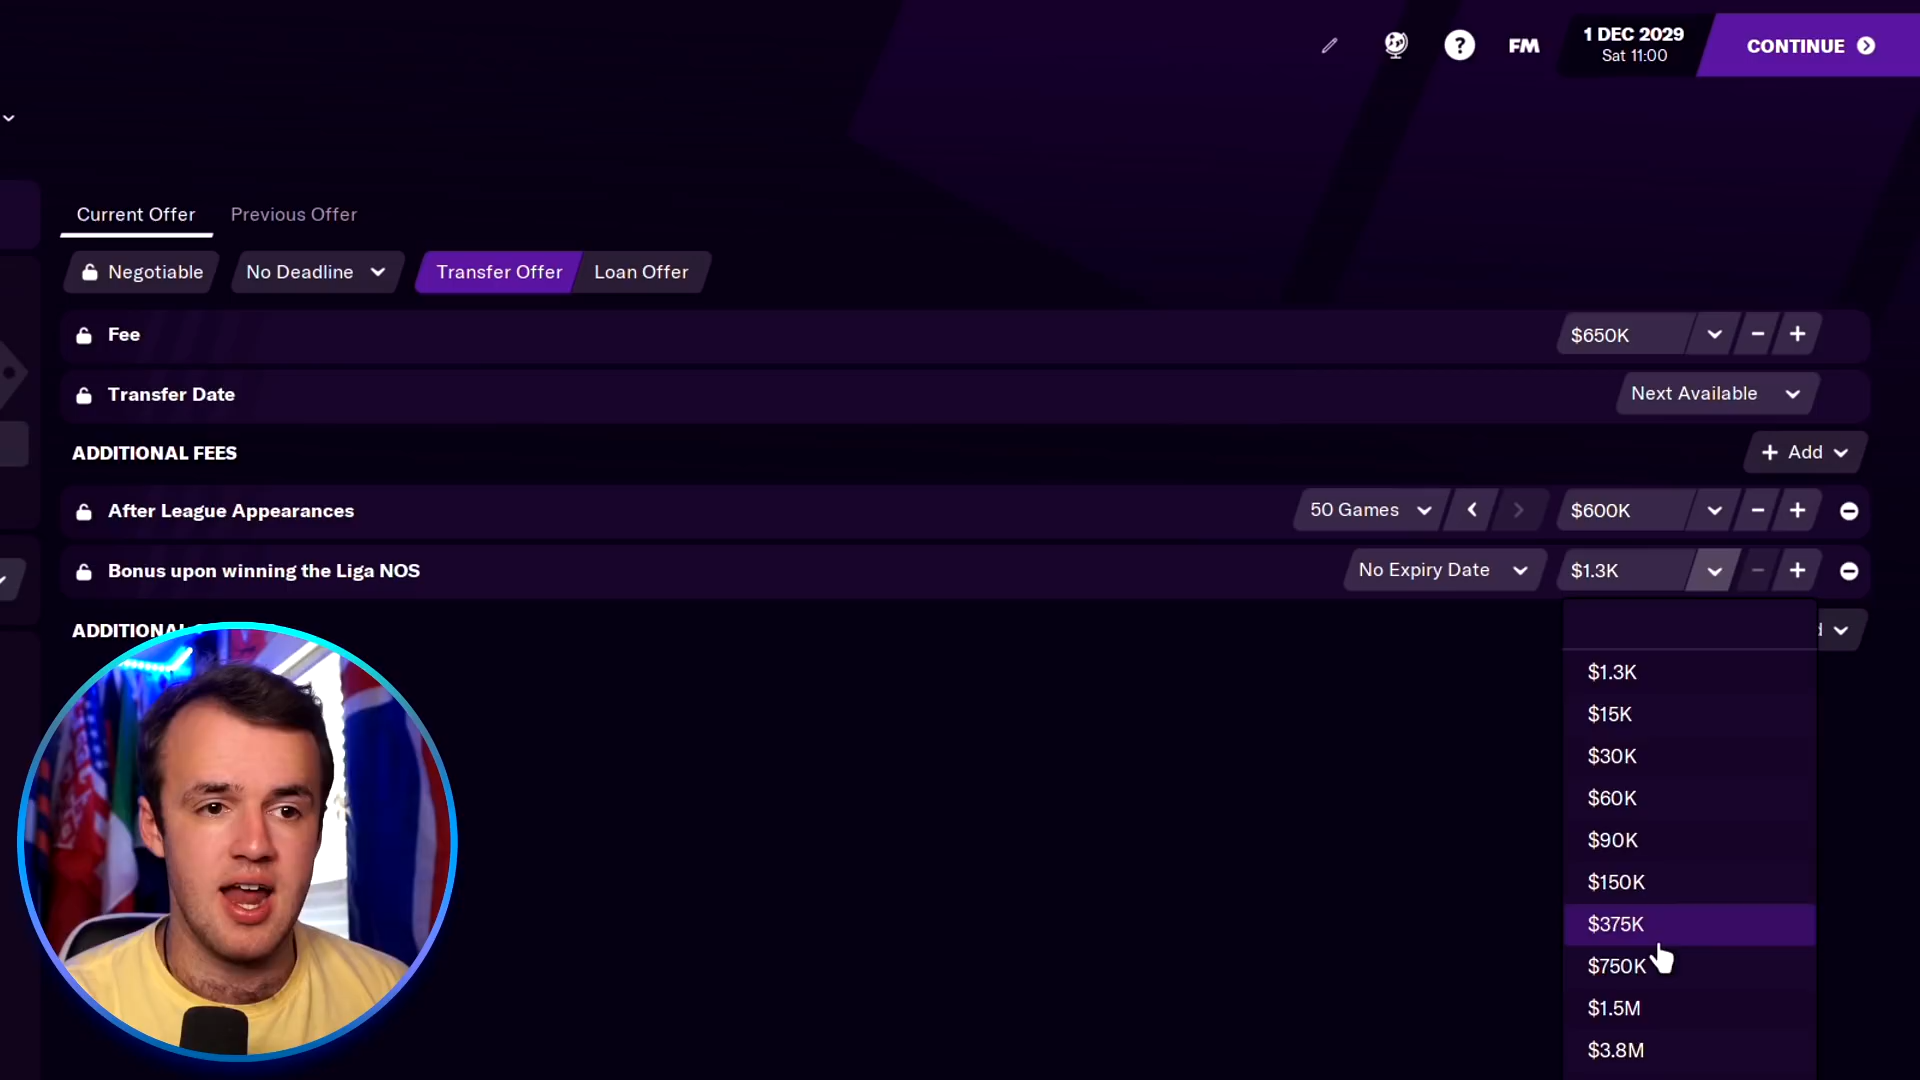 1 DEC 2029
Sat 11:00
FM
CONTINUE
Current Offer
Previous Offer
Negotiable
No Deadline
Transfer Offer
Loan Offer
Fee
$650K
Transfer Date
Next Available
ADDITIONAL FEES
Add
After League Appearances
50 Games
$600K
Bonus upon winning the Liga NOS
No Expiry Date
$1.3K
ADDITIONAL
$1.3K
$15K
$30K
$60K
$90K
$150K
$375K
$750K
$1.5M
$3.8M